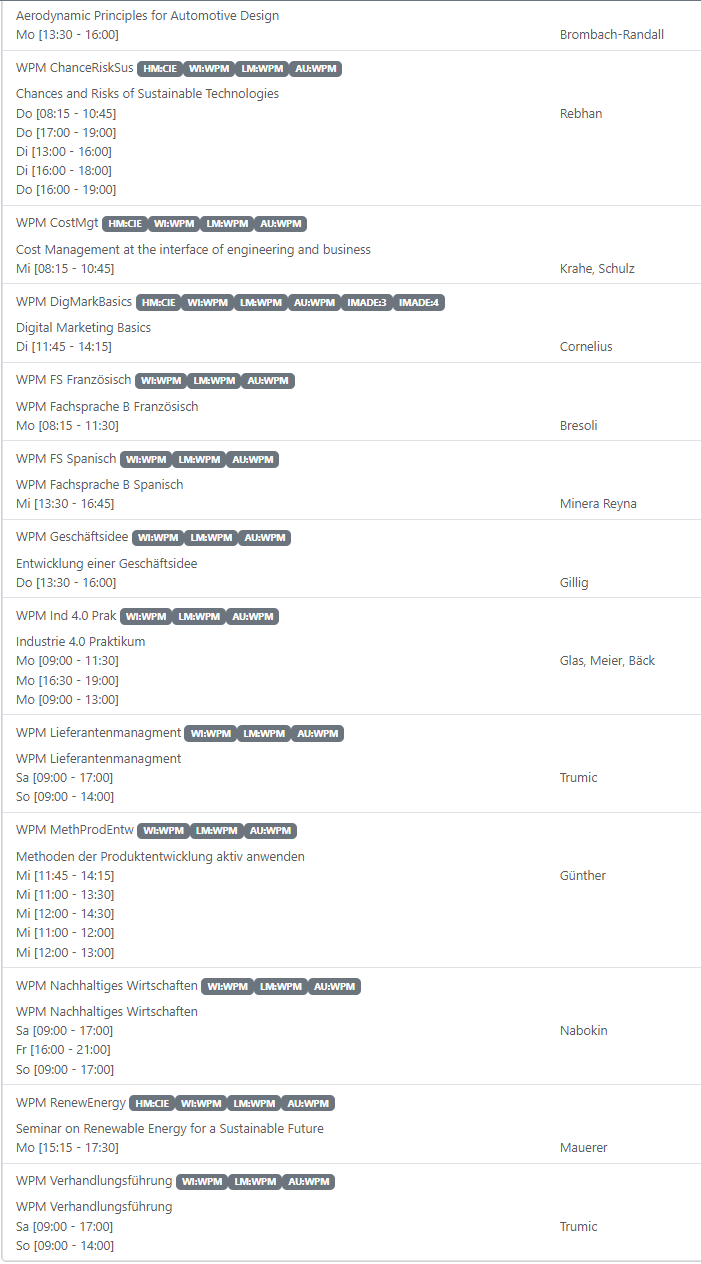 Aerodynamic Principles for Automotive Design
Mo [13:30 - 16:00] Brombach-Randall
WPM ChanceRiskSus HM:CIE WI:WPM LM:WPM AU:WPM
Chances and Risks of Sustainable Technologies
Do [08:15 - 10:45] Rebhan
Do [17:00 - 19:00]
Di [13:00 - 16:00]
Di [16:00 - 18:00]
Do [16:00 - 19:00]
WPM CostMgt HM:CIE WI:WPM LM:WPM AU:WPM
Cost Management at the interface of engineering and business
Mi [08:15 - 10:45] Krahe, Schulz
WPM DigMarkBasics HM:CIE WI:WPM LM:WPM AU:WPM IMADE:3 IMADE:4
Digital Marketing Basics
Di [11:45 - 14:15] Cornelius
WPM FS Französisch WI:WPM LM:WPM AU:WPM
WPM Fachsprache B Französisch
Mo [08:15 - 11:30] Bresoli
WPM FS Spanisch WI:WPM LM:WPM AU:WPM
WPM Fachsprache B Spanisch
Mi [13:30 - 16:45] Minera Reyna
WPM Geschäftsidee WI:WPM LM:WPM AU:WPM
Entwicklung einer Geschäftsidee
Do [13:30 - 16:00] Gillig
WPM Ind 4.0 Prak WI:WPM LM:WPM AU:WPM
Industrie 4.0 Praktikum
Mo [09:00 - 11:30] Glas, Meier, Bäck
Mo [16:30 - 19:00]
Mo [09:00 - 13:00]
WPM Lieferantenmanagment WI:WPM LM:WPM AU:WPM
WPM Lieferantenmanagment
Sa [09:00 - 17:00] Trumic
So [09:00 - 14:00]
WPM MethProdEntw WI:WPM LM:WPM AU:WPM
Methoden der Produktentwicklung aktiv anwenden
Mi [11:45 - 14:15] Günther
Mi [11:00 - 13:30]
Mi [12:00 - 14:30]
Mi [11:00 - 12:00]
Mi [12:00 - 13:00]
WPM Nachhaltiges Wirtschaften WI:WPM LM:WPM AU:WPM
WPM Nachhaltiges Wirtschaften
Sa [09:00 - 17:00] Nabokin
Fr [16:00 - 21:00]
So [09:00 - 17:00]
WPM RenewEnergy HM:CIE WI:WPM LM:WPM AU:WPM
Seminar on Renewable Energy for a Sustainable Future
Mo [15:15 - 17:30] Mauerer
WPM Verhandlungsführung WI:WPM LM:WPM AU:WPM
WPM Verhandlungsführung
Sa [09:00 - 17:00] Trumic
So [09:00 - 14:00]